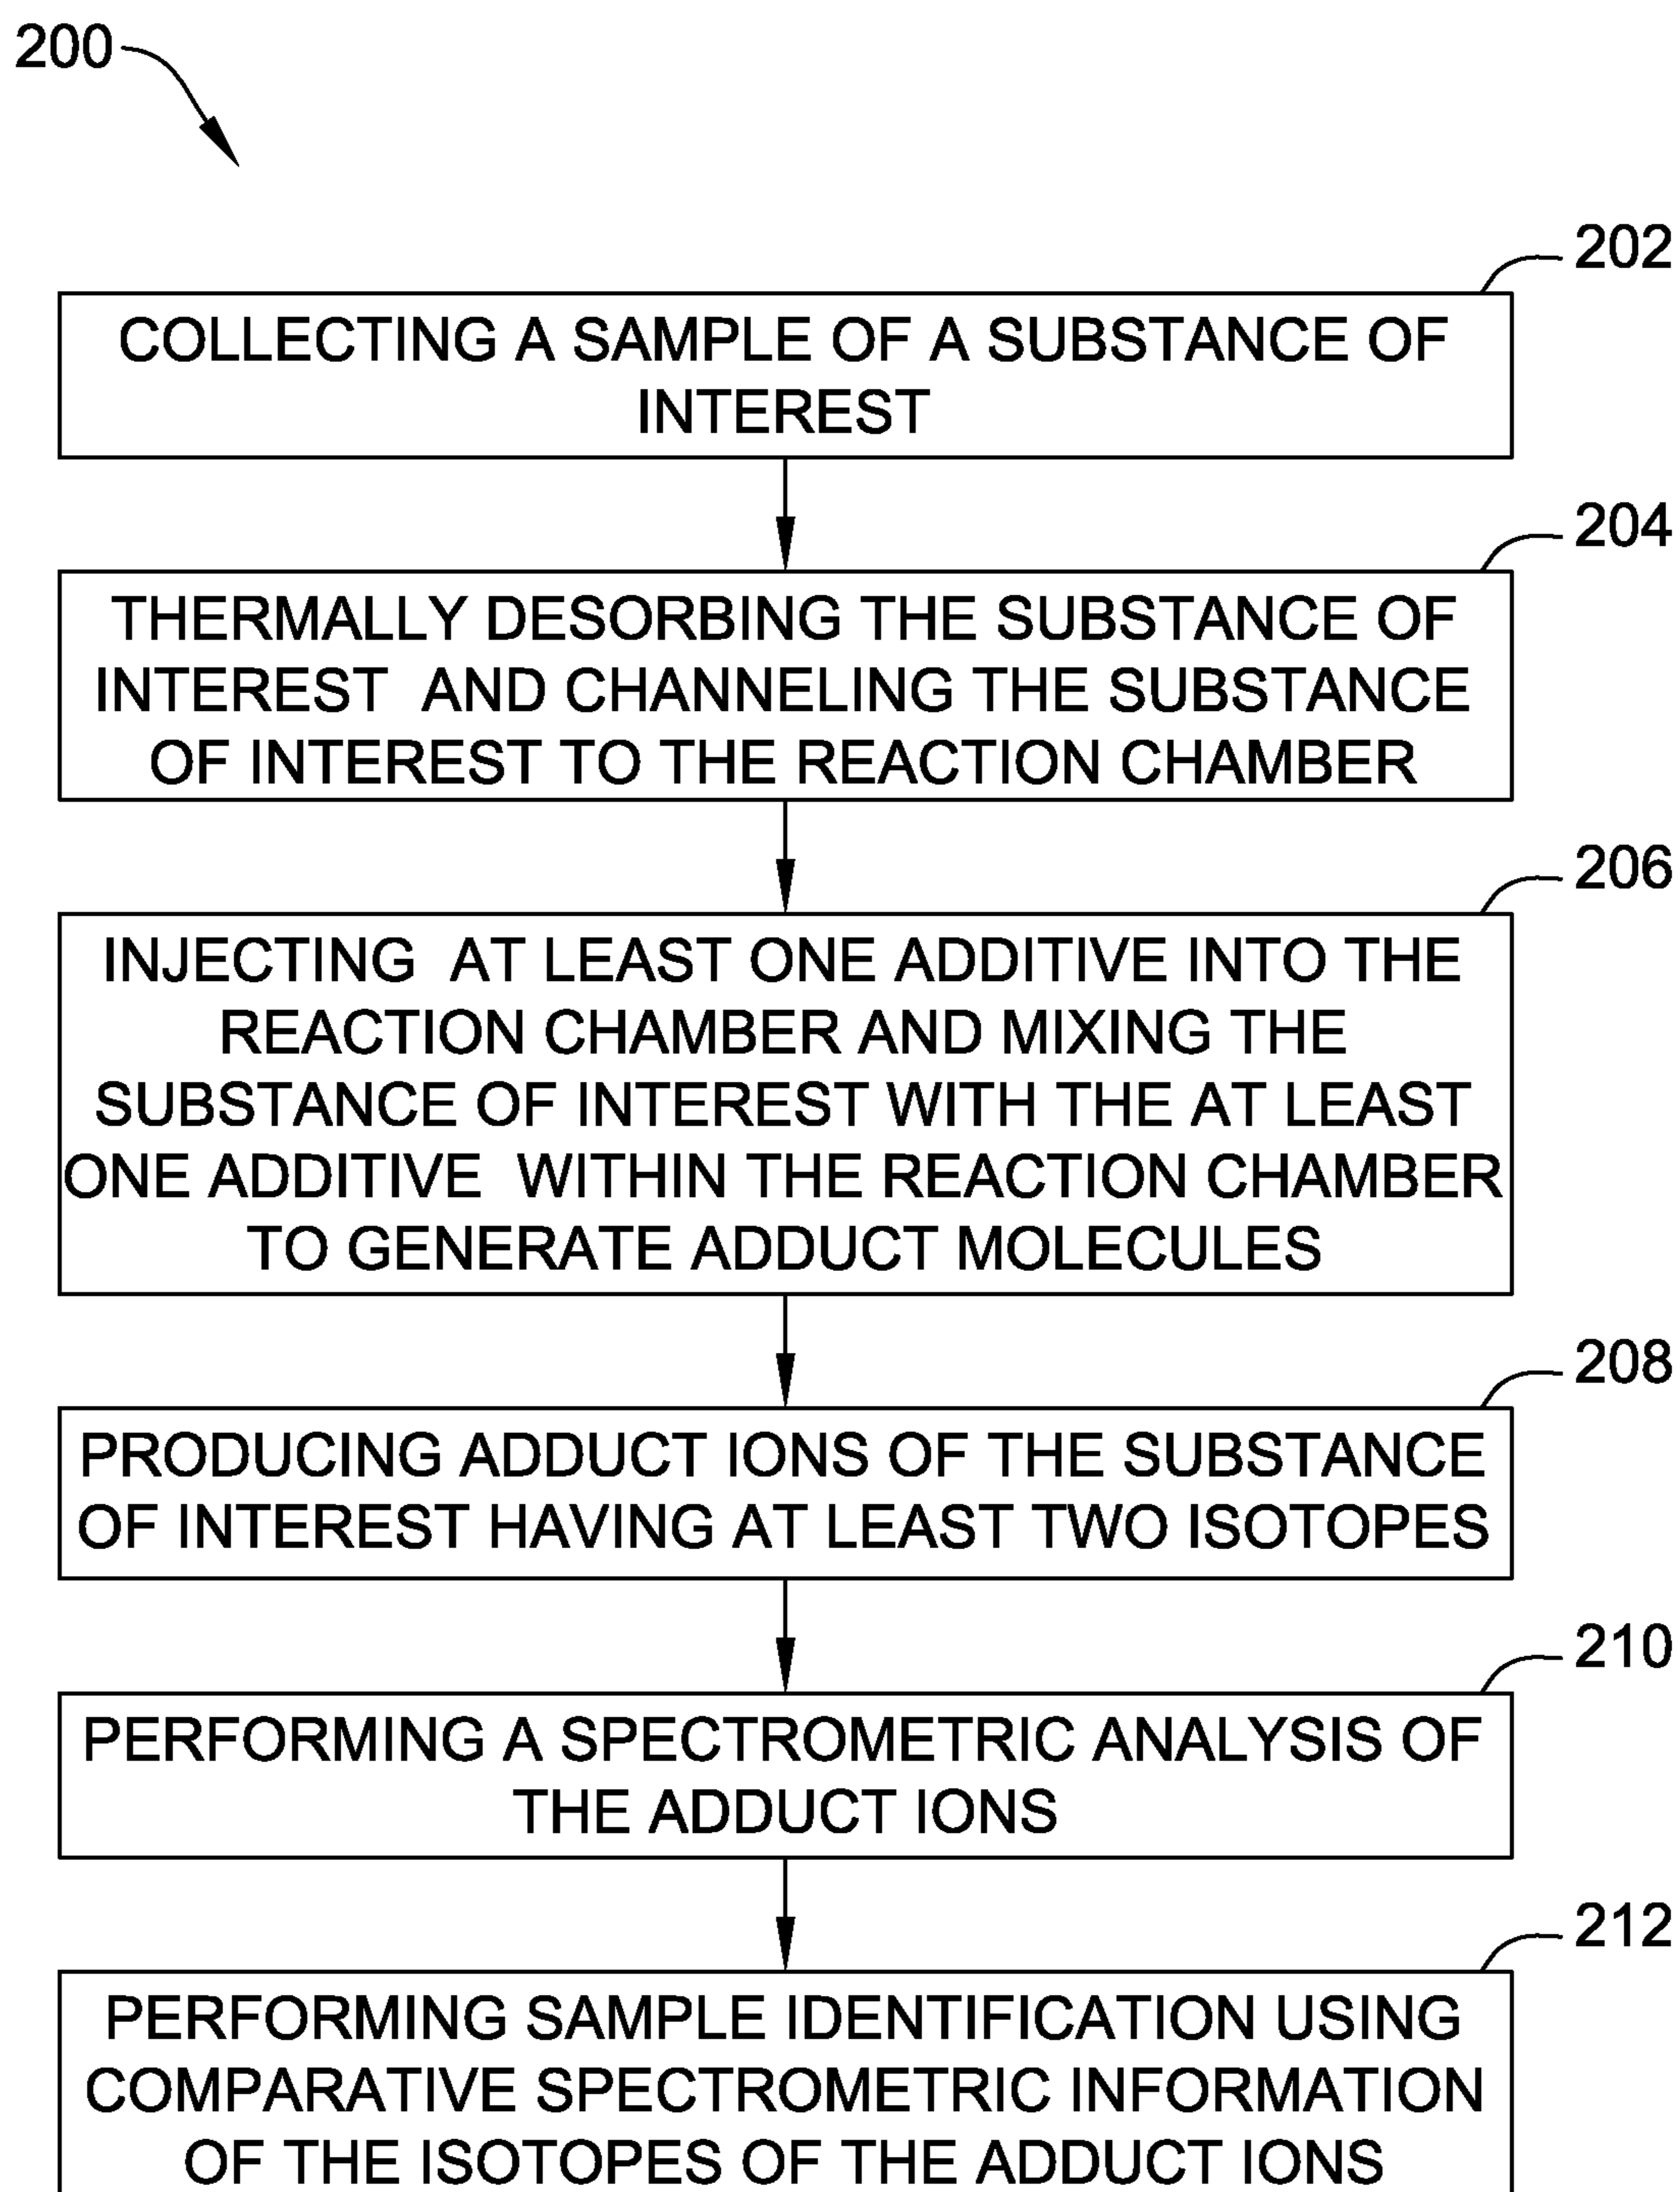 200
202
COLLECTING A SAMPLE OF A SUBSTANCE OF
INTEREST
204
THERMALLY DESORBING THE SUBSTANCE OF
INTEREST AND CHANNELING THE SUBSTANCE
OF INTEREST TO THE REACTION CHAMBER
206
INJECTING AT LEAST ONE ADDITIVE INTO THE
REACTION CHAMBER AND MIXING THE
SUBSTANCE OF INTEREST WITH THE AT LEAST
ONE ADDITIVE WITHIN THE REACTION CHAMBER
TO GENERATE ADDUCT MOLECULES
208
PRODUCING ADDUCT IONS OF THE SUBSTANCE
OF INTEREST HAVING AT LEAST TWO ISOTOPES
210
PERFORMING A SPECTROMETRIC ANALYSIS OF
THE ADDUCT IONS
212
PERFORMING SAMPLE IDENTIFICATION USING
COMPARATIVE SPECTROMETRIC INFORMATION
OF THE ISOTOPES OF THE ADDUCT IONS